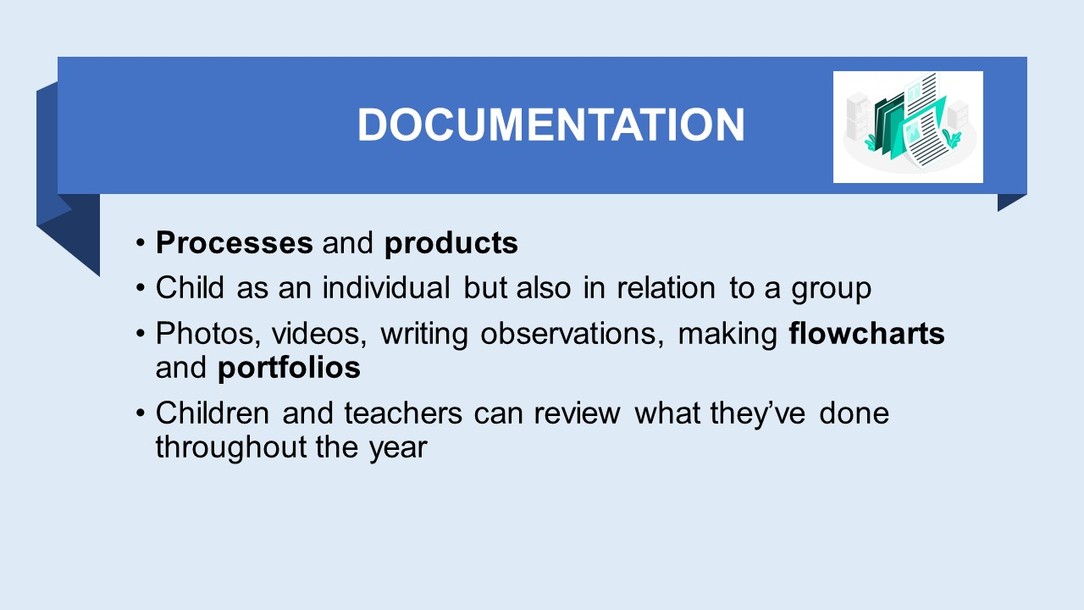 DOCUMENTATION
• Processes and products
• Child as an individual but also in relation to a group
• Photos, videos, writing observations, making flowcharts
and portfolios
• Children and teachers can review what they’ve done
throughout the year